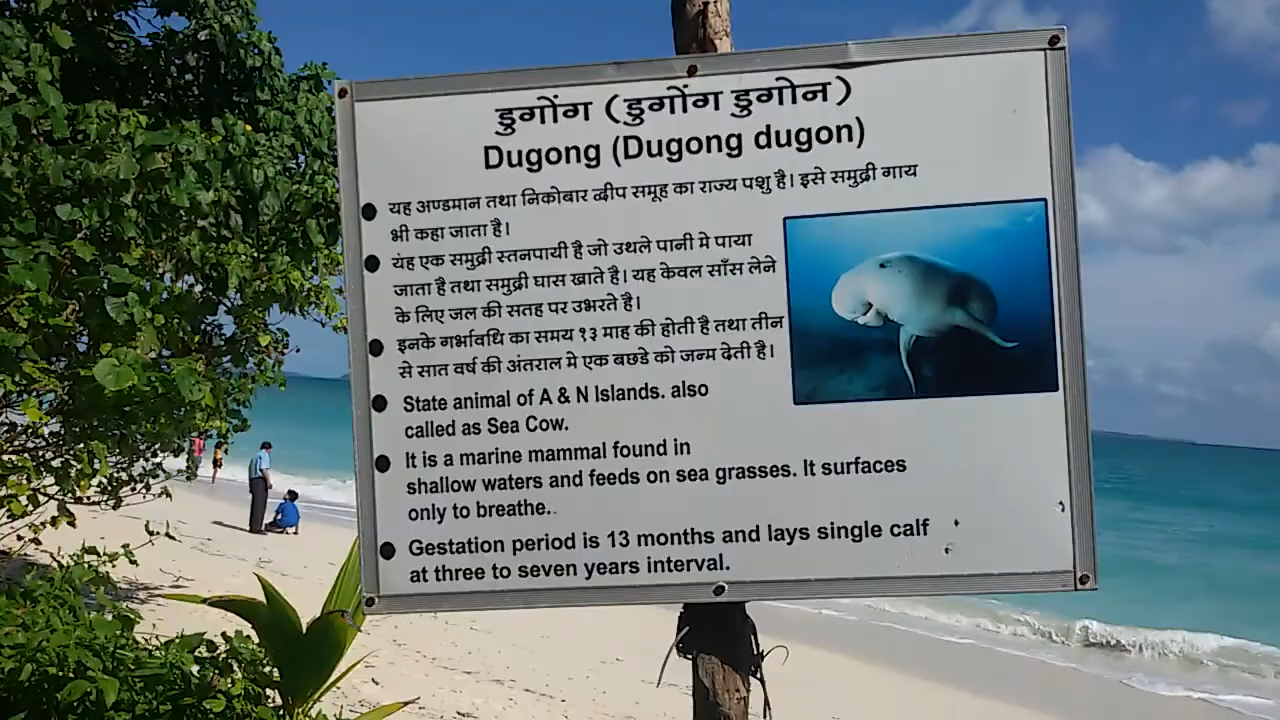 डुगोंग (डुगोंग डुगोन)
Dugong (Dugong dugon)
यह अण्डमान तथा निकोबार द्वीप समूह का राज्य पशु है। इसे समुद्री गाय
भी कहा जाता है।
यंह एक समुद्री स्तनपायी है जो उथले पानी मे पाया
जाता है तथा समुद्री घास खाते है। यह केवल साँस लेने
के लिए जल की सतह पर उभरते है।
इनके गर्भावधि का समय १३ माह की होती है तथा तीन
से सात वर्ष की अंतराल मे एक बछडे को जन्म देती है।
State animal of A & N Islands. also
called as Sea Cow.
It is a marine mammal found in
shallow waters and feeds on sea grasses. It surfaces
only to breathe.
Gestation period is 13 months and lays single calf
at three to seven years interval.